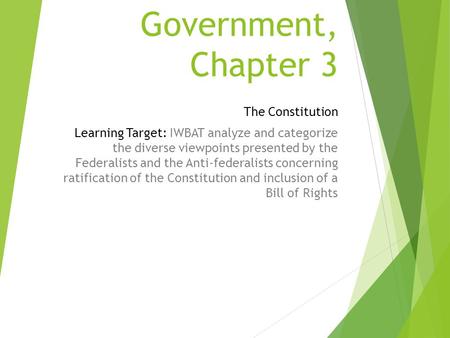 Government,
Chapter 3
The Constitution
Learning Target: IWBAT analyze and categorize
the diverse viewpoints presented by the
Federalists and the Anti-federalists concerning
ratification of the Constitution and inclusion of a
Bill of Rights